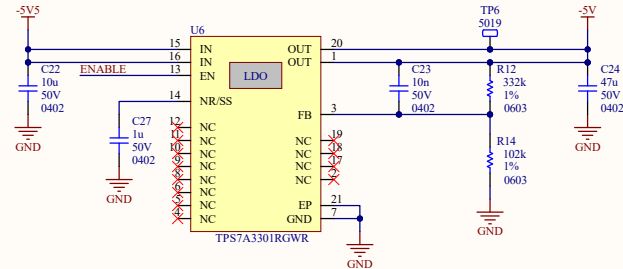 TP6
5019
-5V5
-5V
U6
15 IN OUT 20
16 IN OUT 1
ENABLE 13 EN
LDO
C22
10u
50V
0402
C23
10n
50V
0402
R12
332k
1%
0603
C24
47u
50V
0402
14 NR/SS
FB 3
C27
1u
50V
0402
12 NC
11 NC
10 NC
9 NC
8 NC
6 NC
5 NC
4 NC
NC 19
NC 18
NC 17
NC 2
R14
102k
1%
0603
EP 21
GND 7
GND
GND
GND
GND
GND
TPS7A3301RGWR